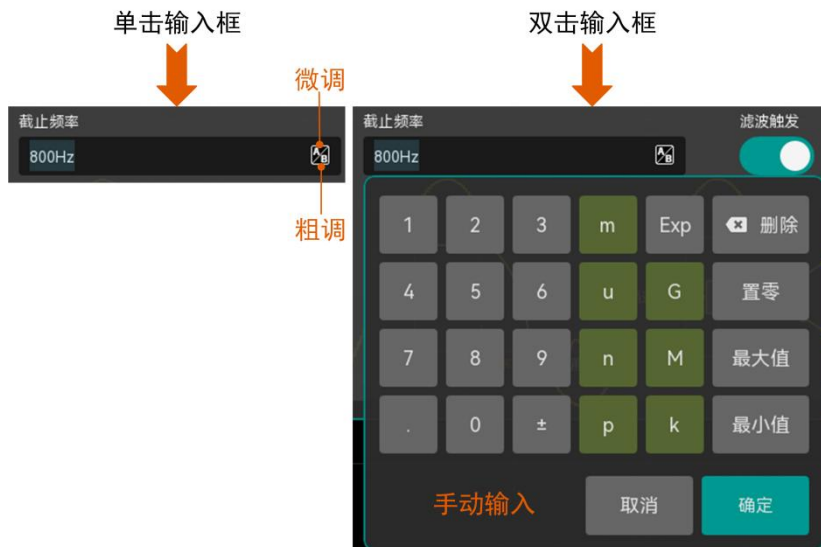 单击输入框
双击输入框
微调
截止频率
800Hz
A/B
粗调
截止频率
滤波触发
800Hz
A/B
1 2 3 m Exp 删除
4 5 6 u G 置零
7 8 9 n M 最大值
. 0 ± p k 最小值
手动输入 取消 确定